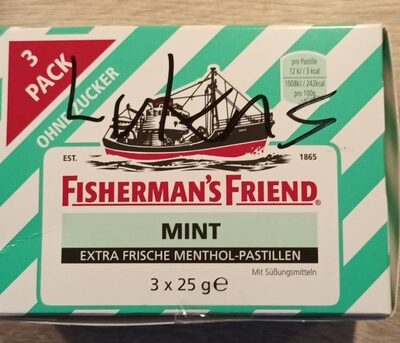 3
PACK
OHNE ZUCKER
Lukas
pro Pastille
12 kJ / 3 kcal
1008kJ / 242kcal
pro 100g
EST.
1865
FISHERMAN'S FRIEND®
MINT
EXTRA FRISCHE MENTHOL-PASTILLEN
Mit Süßungsmitteln
3 x 25 g℮